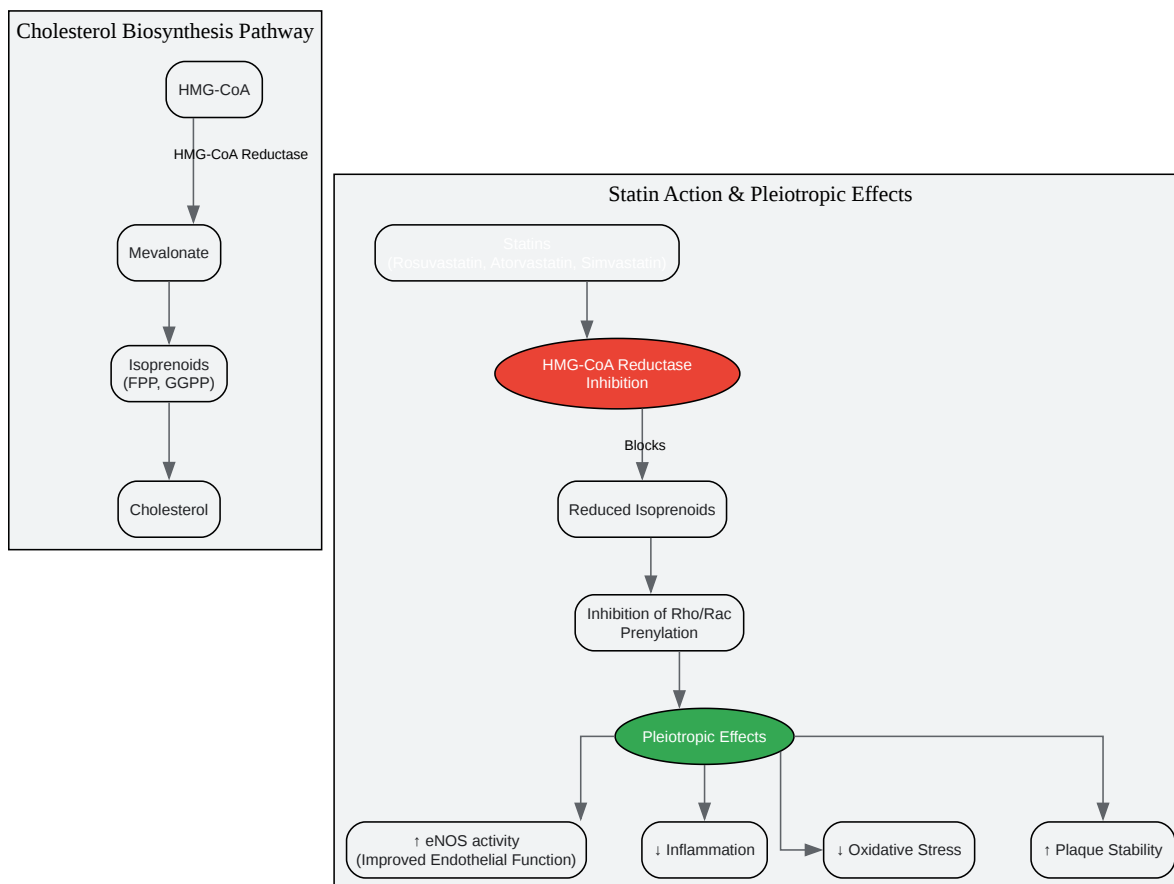 Cholesterol Biosynthesis Pathway
HMG-CoA
HMG-CoA Reductase
Mevalonate
Isoprenoids
(FPP, GGPP)
Cholesterol
Statin Action & Pleiotropic Effects
Statins
(Rosuvastatin, Atorvastatin, Simvastatin)
HMG-CoA Reductase
Inhibition
Blocks
Reduced Isoprenoids
Inhibition of Rho/Rac
Prenylation
Pleiotropic Effects
↑ eNOS activity
(Improved Endothelial Function)
↓ Inflammation
↓ Oxidative Stress
↑ Plaque Stability